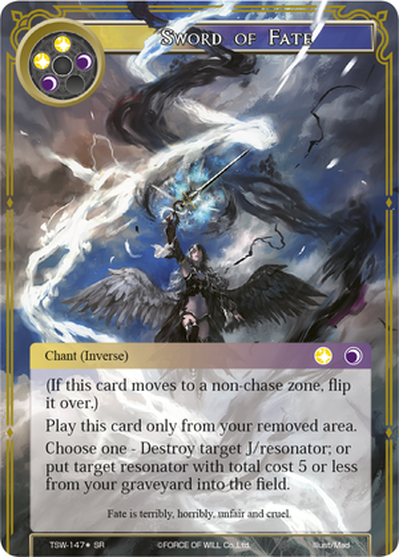 Sword of Fate
Chant (Inverse)
(If this card moves to a non-chase zone, flip
it over.)
Play this card only from your removed area.
Choose one - Destroy target J/resonator; or
put target resonator with total cost 5 or less
from your graveyard into the field.
Fate is terribly, horribly, unfair and cruel.
TSW-147* SR ©FORCE OF WILL Co.,Ltd. Illust/Mad